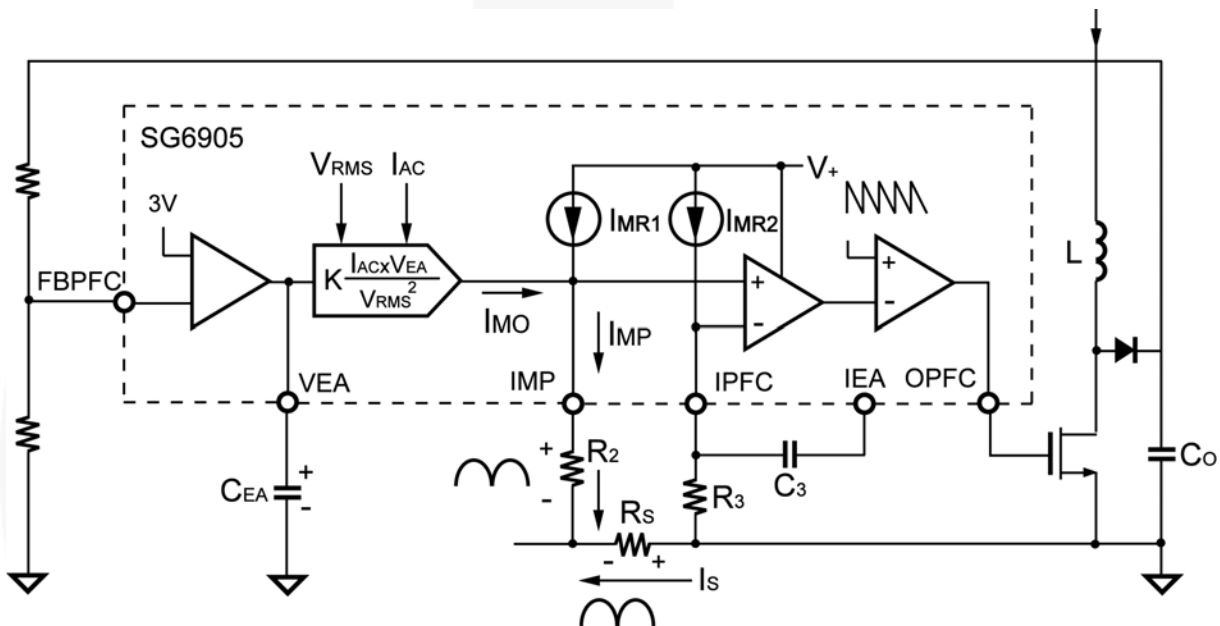 SG6905
VRMS IAC
V+
3V
IMR1 IMR2
FBPFC
K IACxVEA
VRMS2
+
-
+
-
L
IMO
IMP
VEA
IMP
IPFC
IEA
OPFC
+
-
R2
CEA
+
-
C3
R3
RS
CO
- +
IS